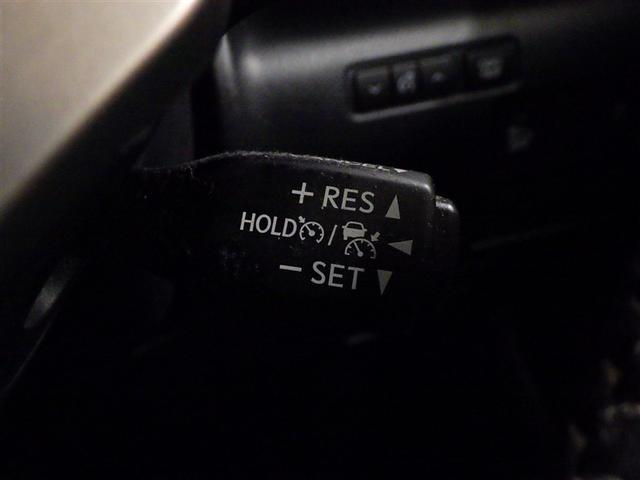 + RES
HOLD /
− SET